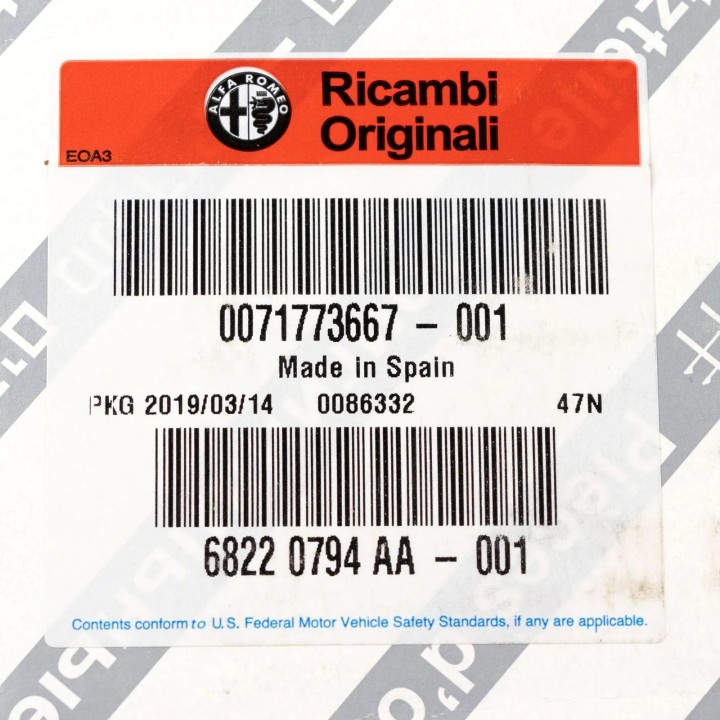 ALFA ROMEO
Ricambi
Originali
EOA3
0071773667 - 001
Made in Spain
PKG 2019/03/14 0086332 47N
6822 0794 AA - 001
Contents conform to U.S. Federal Motor Vehicle Safety Standards, if any are applicable.